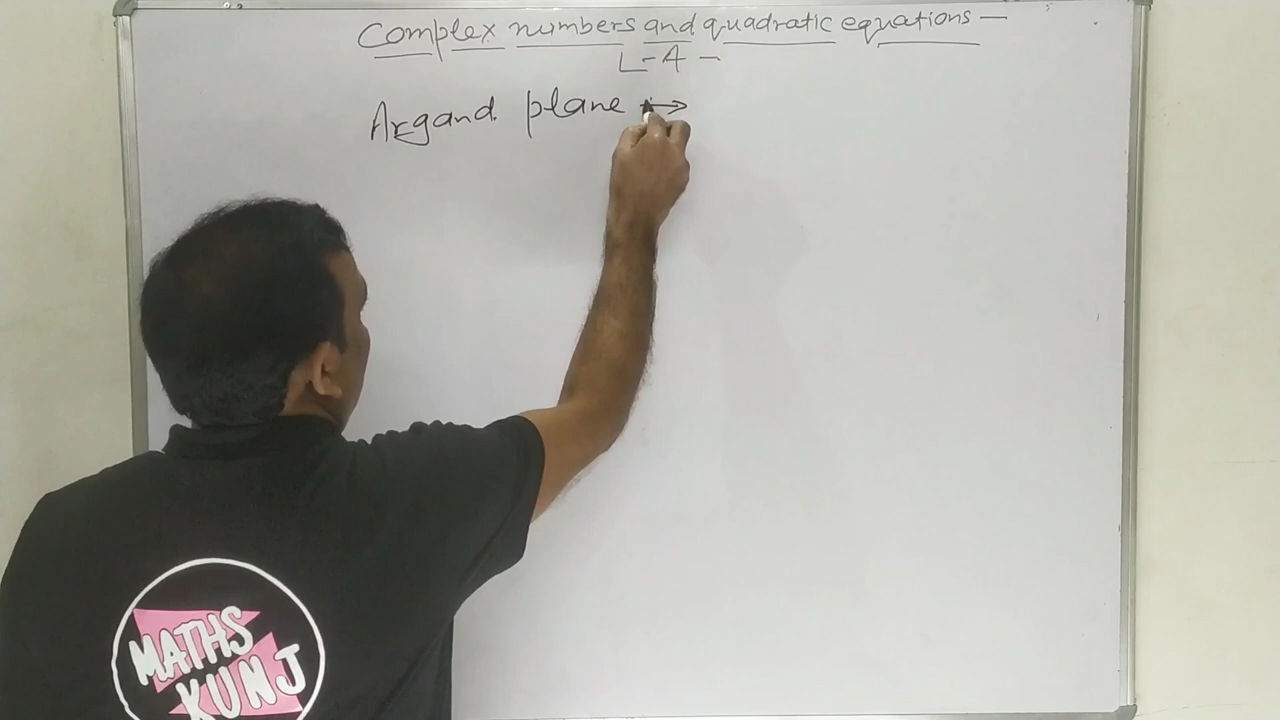 Complex numbers and quadratic equations —
L-4 -
Argand plane →
MATHS
KUNJ